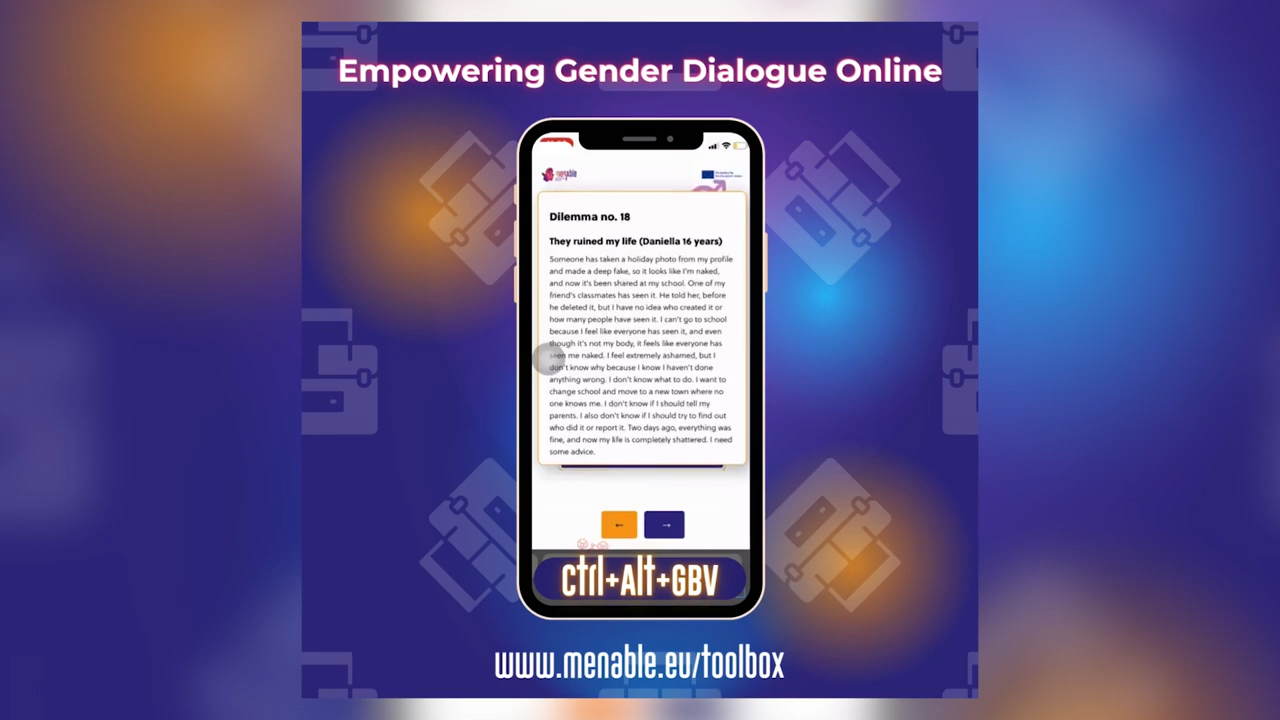 Empowering Gender Dialogue Online
menable
Dilemma no. 18
They ruined my life (Daniella 16 years)
Someone has taken a holiday photo from my profile
and made a deep fake, so it looks like I'm naked,
and now it's been shared at my school. One of my
friend's classmates has seen it. He told her, before
he deleted it, but I have no idea who created it or
how many people have seen it. I can't go to school
because I feel like everyone has seen it, and even
though it's not my body, it feels like everyone has
seen me naked. I feel extremely ashamed, but I
don't know why because I know I haven't done
anything wrong. I don't know what to do. I want to
change school and move to a new town where no
one knows me. I don't know if I should tell my
parents. I also don't know if I should try to find out
who did it or report it. Two days ago, everything was
fine, and now my life is completely shattered. I need
some advice.
← →
ctrl+Alt+GBV
www.menable.eu/toolbox